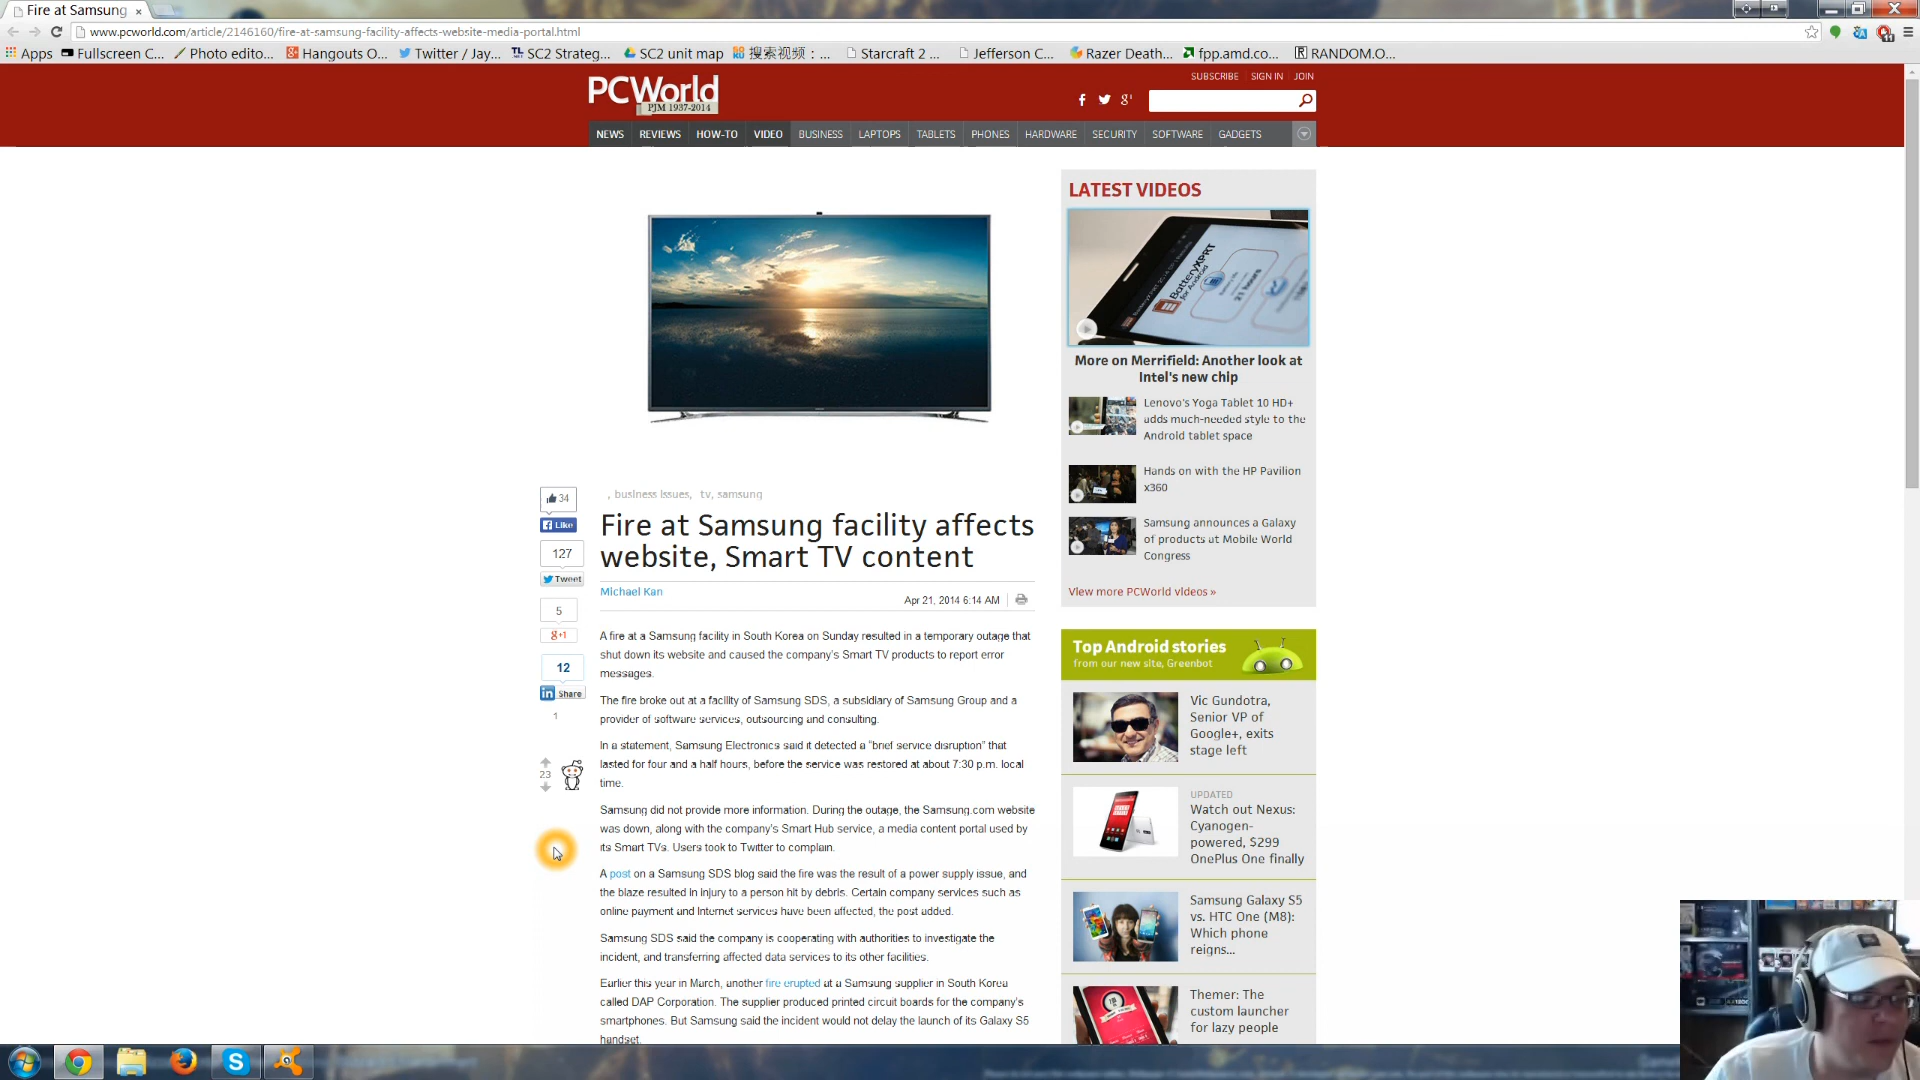 Fire at Samsung
www.pcworld.com/article/2146160/fire-at-samsung-facility-affects-website-media-portal.html
Apps Fullscreen C... Photo edito... Hangouts O... Twitter / Jay... SC2 Strateg... SC2 unit map 搜索视频：... Starcraft 2 ... Jefferson C... Razer Death... fpp.amd.co... RANDOM.O...
SUBSCRIBE SIGN IN JOIN
PCWorld
PJM 1937-2014
NEWS REVIEWS HOW-TO VIDEO BUSINESS LAPTOPS TABLETS PHONES HARDWARE SECURITY SOFTWARE GADGETS
, business issues, tv, samsung
Fire at Samsung facility affects
website, Smart TV content
Michael Kan
Apr 21, 2014 6:14 AM
34
Like
127
Tweet
5
g+1
12
in Share
1
23
A fire at a Samsung facility in South Korea on Sunday resulted in a temporary outage that
shut down its website and caused the company's Smart TV products to report error
messages.
The fire broke out at a facility of Samsung SDS, a subsidiary of Samsung Group and a
provider of software services, outsourcing and consulting.
In a statement, Samsung Electronics said it detected a "brief service disruption" that
lasted for four and a half hours, before the service was restored at about 7:30 p.m. local
time.
Samsung did not provide more information. During the outage, the Samsung.com website
was down, along with the company's Smart Hub service, a media content portal used by
its Smart TVs. Users took to Twitter to complain.
A post on a Samsung SDS blog said the fire was the result of a power supply issue, and
the blaze resulted in injury to a person hit by debris. Certain company services such as
online payment and Internet services have been affected, the post added.
Samsung SDS said the company is cooperating with authorities to investigate the
incident, and transferring affected data services to its other facilities.
Earlier this year in March, another fire erupted at a Samsung supplier in South Korea
called DAP Corporation. The supplier produced printed circuit boards for the company's
smartphones. But Samsung said the incident would not delay the launch of its Galaxy S5
handset.
LATEST VIDEOS
BatteryXPRT
for Android
More on Merrifield: Another look at
Intel's new chip
Lenovo's Yoga Tablet 10 HD+
adds much-needed style to the
Android tablet space
Hands on with the HP Pavilion
x360
Samsung announces a Galaxy
of products at Mobile World
Congress
View more PCWorld videos »
Top Android stories
from our new site, Greenbot
Vic Gundotra,
Senior VP of
Google+, exits
stage left
UPDATED
Watch out Nexus:
Cyanogen-
powered, $299
OnePlus One finally
Samsung Galaxy S5
vs. HTC One (M8):
Which phone
reigns...
Themer: The
custom launcher
for lazy people